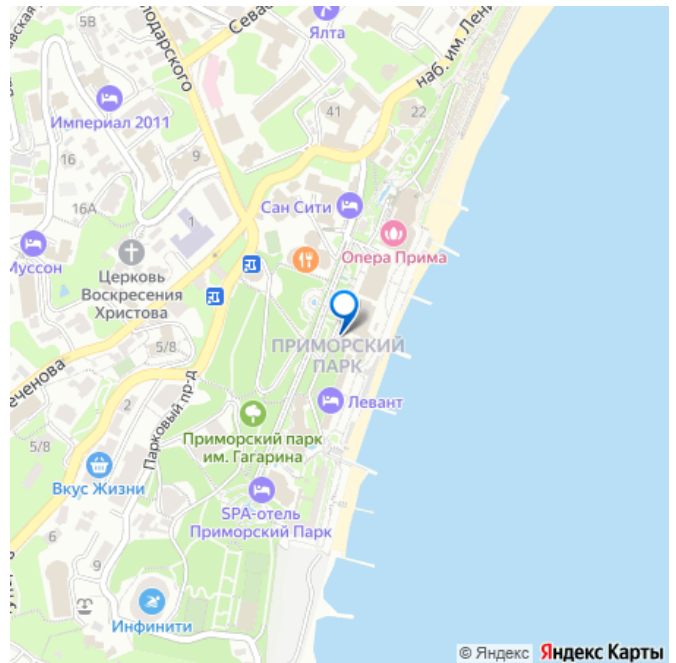 5В
Сева
Ялта
наб. им. Лени
одарского
Империал 2011
41
22
16
9
16А
1
Сан Сити
Опера Прима
Муссон
Церковь
Воскресения
Христова
5/8
ПРИМОРСКИЙ
ПАРК
еченова
2
Левант
Парковый пр-д
5/8
Приморский парк
им. Гагарина
Вкус Жизни
SPA-отель
Приморский Парк
6
9
Инфинити
© Яндекс Яндекс Карты